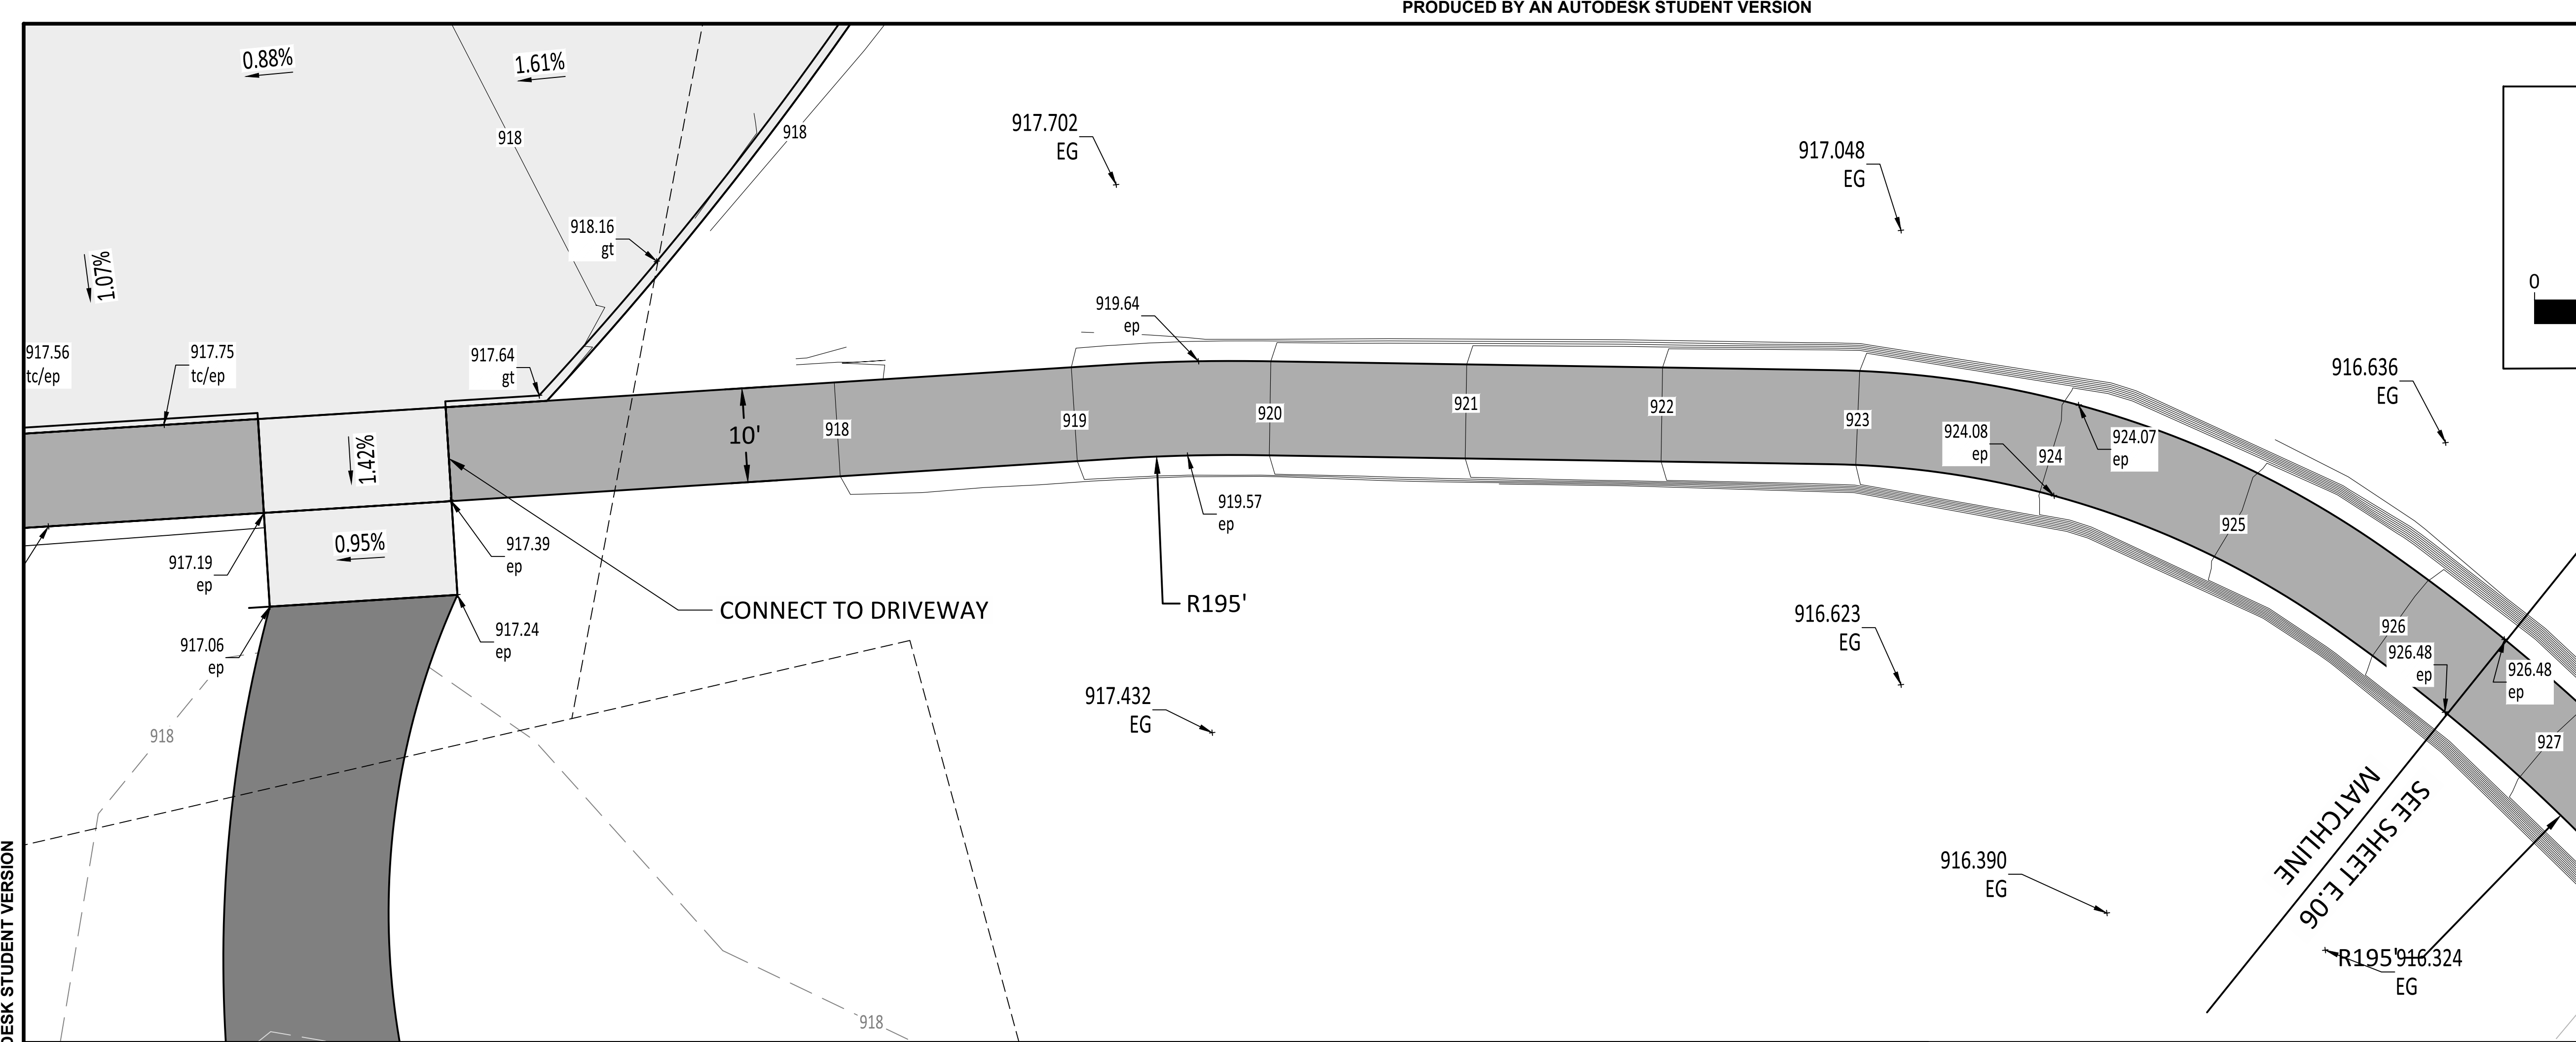 PRODUCED BY AN AUTODESK STUDENT VERSION
0.88%
1.61%
918
918
917.702
EG
917.048
EG
918.16
gt
1.07%
0
919.64
ep
917.56
tc/ep
917.75
tc/ep
917.64
gt
916.636
EG
918
919
920
921
922
923
10'
924.08
ep
924
924.07
ep
1.42%
919.57
ep
925
0.95%
917.39
ep
917.19
ep
CONNECT TO DRIVEWAY
R195'
916.623
EG
926
926.48
ep
926.48
ep
917.06
ep
917.24
ep
917.432
EG
918
927
MATCHLINE
SEE SHEET E.06
916.390
EG
R195'
916.324
EG
918
DESK STUDENT VERSION